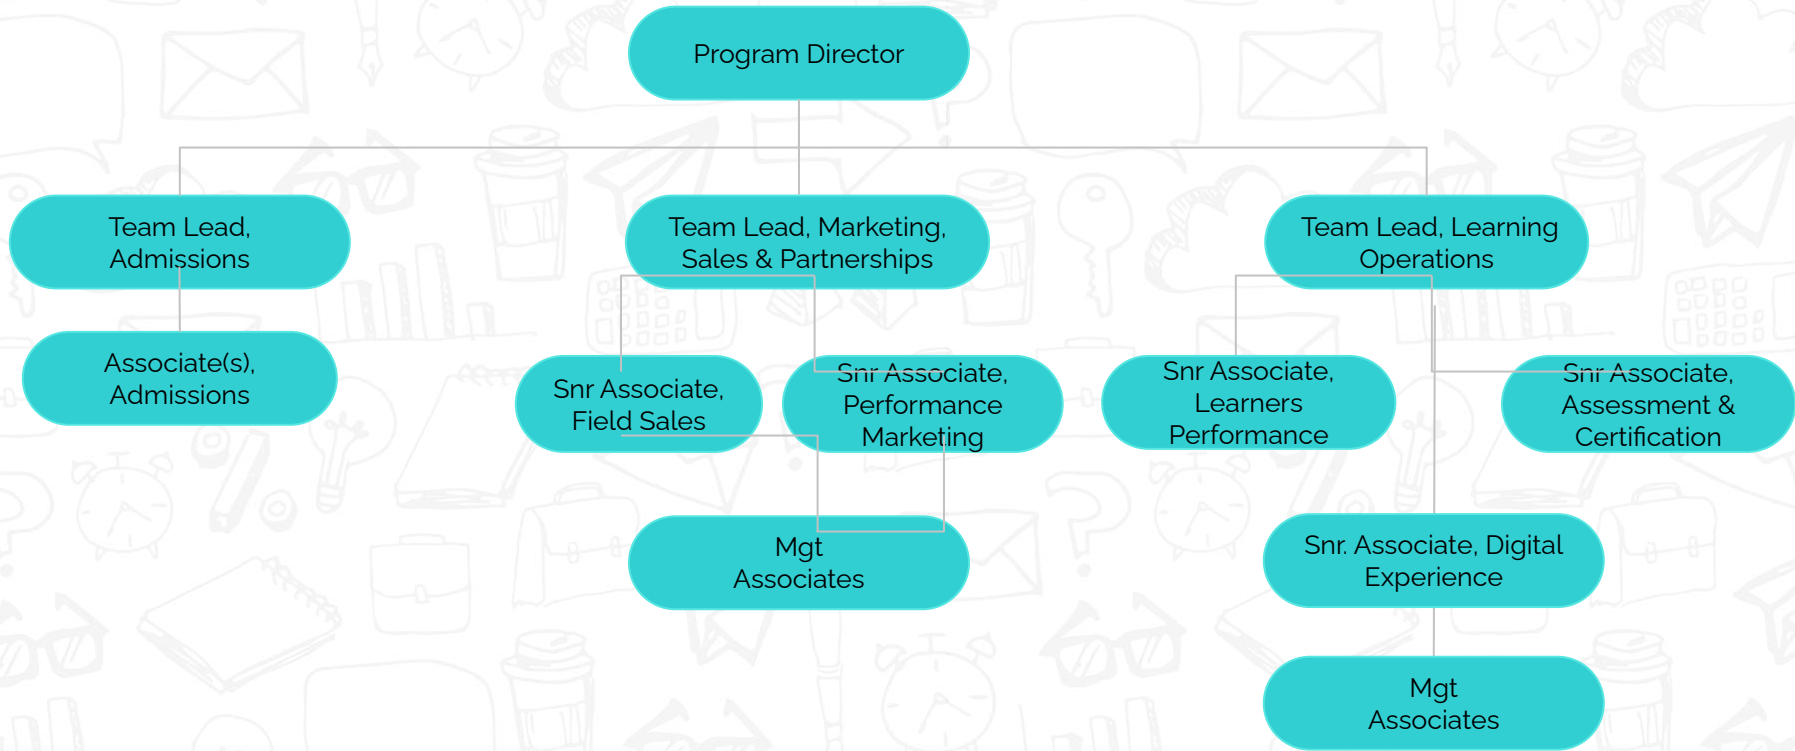 Program Director
Team Lead,
Admissions
Team Lead, Marketing,
Sales & Partnerships
Team Lead, Learning
Operations
Associate(s),
Admissions
Snr Associate,
Field Sales
Snr Associate,
Performance
Marketing
Snr Associate,
Learners
Performance
Snr Associate,
Assessment &
Certification
Mgt
Associates
Snr. Associate, Digital
Experience
Mgt
Associates